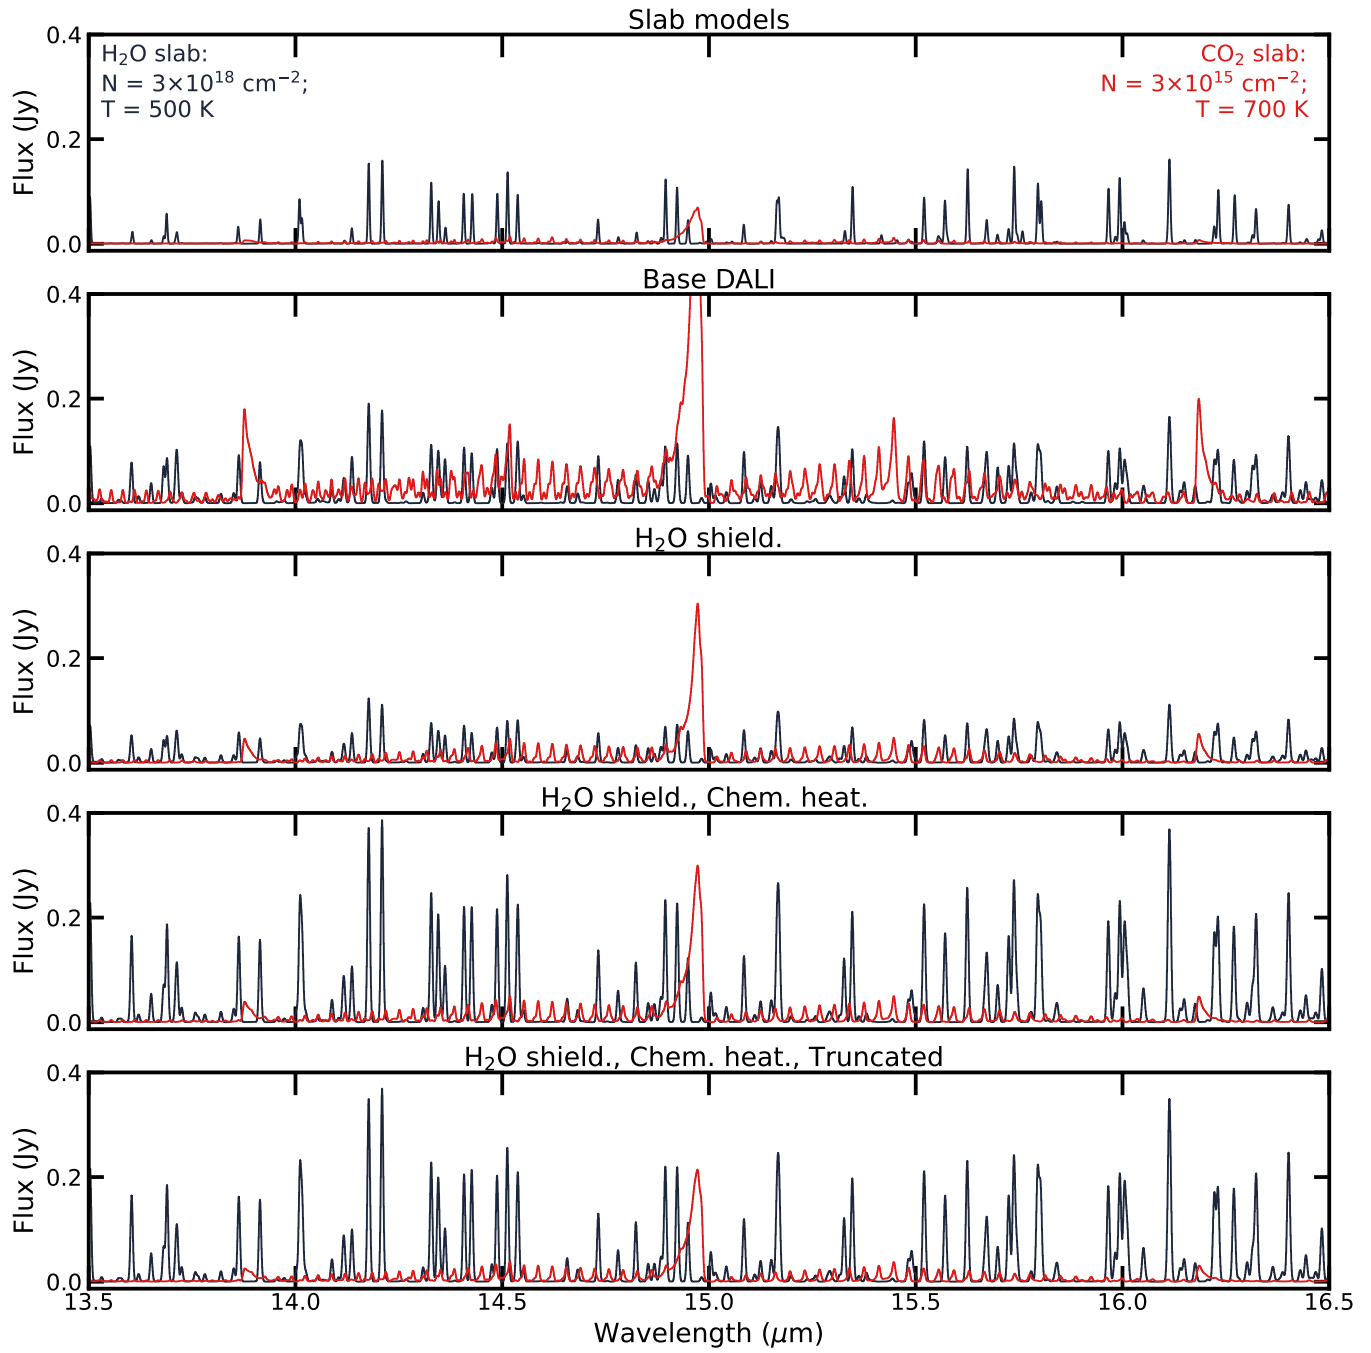 Slab models
0.4
H₂O slab:
N = 3×10¹⁸ cm⁻²;
T = 500 K
CO₂ slab:
N = 3×10¹⁵ cm⁻²;
T = 700 K
0.2
0.0
Flux (Jy)
Base DALI
0.4
0.2
0.0
Flux (Jy)
H₂O shield.
0.4
0.2
0.0
Flux (Jy)
H₂O shield., Chem. heat.
0.4
0.2
0.0
Flux (Jy)
H₂O shield., Chem. heat., Truncated
0.4
0.2
0.0
Flux (Jy)
13.5 14.0 14.5 15.0 15.5 16.0 16.5
Wavelength (μm)